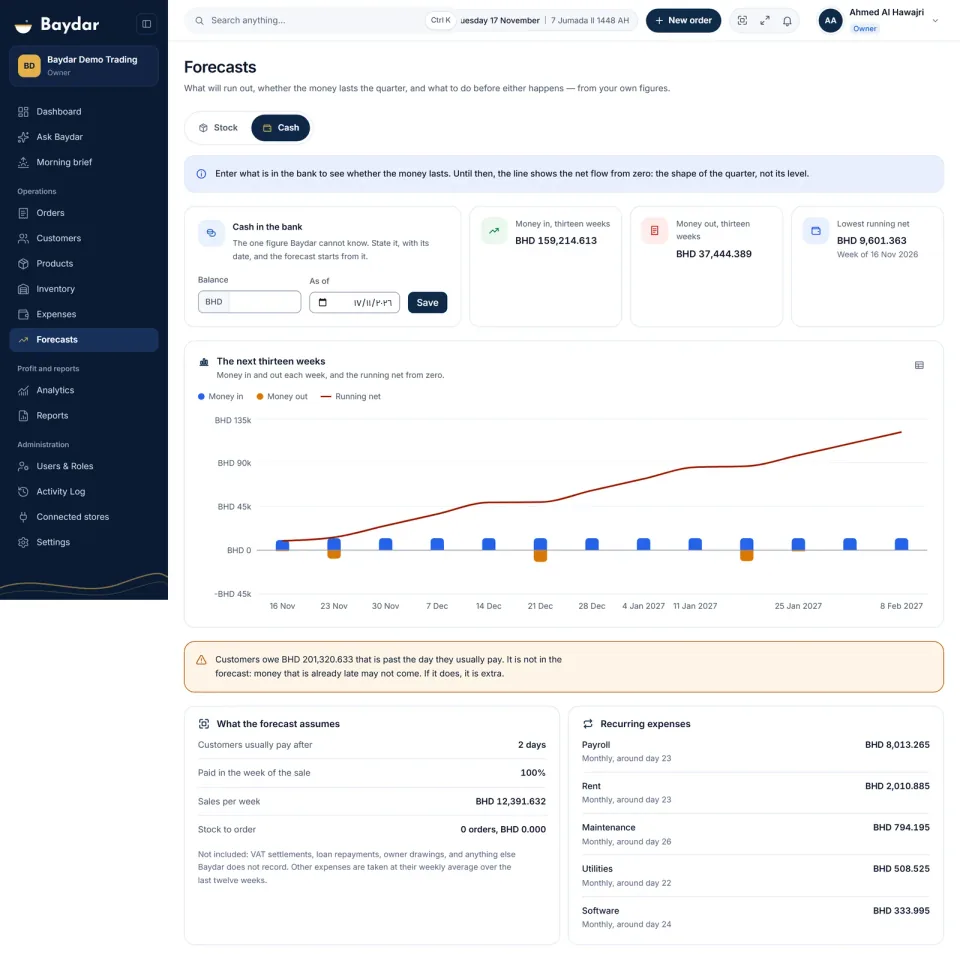 Baydar
Search anything...
Ctrl K
uesday 17 November
7 Jumada II 1448 AH
+ New order
AA
Ahmed Al Hawajri
Owner
BD
Baydar Demo Trading
Owner
Dashboard
Ask Baydar
Morning brief
Operations
Orders
Customers
Products
Inventory
Expenses
Forecasts
Profit and reports
Analytics
Reports
Administration
Users & Roles
Activity Log
Connected stores
Settings
Forecasts
What will run out, whether the money lasts the quarter, and what to do before either happens — from your own figures.
Stock
Cash
Enter what is in the bank to see whether the money lasts. Until then, the line shows the net flow from zero: the shape of the quarter, not its level.
Cash in the bank
The one figure Baydar cannot know. State it, with its
date, and the forecast starts from it.
Balance
As of
BHD
١٧/١١/٢٠٢٦
Save
Money in, thirteen weeks
BHD 159,214.613
Money out, thirteen
weeks
BHD 37,444.389
Lowest running net
BHD 9,601.363
Week of 16 Nov 2026
The next thirteen weeks
Money in and out each week, and the running net from zero.
Money in
Money out
Running net
BHD 135k
BHD 90k
BHD 45k
BHD 0
-BHD 45k
16 Nov
23 Nov
30 Nov
7 Dec
14 Dec
21 Dec
28 Dec
4 Jan 2027
11 Jan 2027
25 Jan 2027
8 Feb 2027
Customers owe BHD 201,320.633 that is past the day they usually pay. It is not in the
forecast: money that is already late may not come. If it does, it is extra.
What the forecast assumes
Customers usually pay after
2 days
Paid in the week of the sale
100%
Sales per week
BHD 12,391.632
Stock to order
0 orders, BHD 0.000
Not included: VAT settlements, loan repayments, owner drawings, and anything else
Baydar does not record. Other expenses are taken at their weekly average over the
last twelve weeks.
Recurring expenses
Payroll
BHD 8,013.265
Monthly, around day 23
Rent
BHD 2,010.885
Monthly, around day 23
Maintenance
BHD 794.195
Monthly, around day 26
Utilities
BHD 508.525
Monthly, around day 22
Software
BHD 333.995
Monthly, around day 24